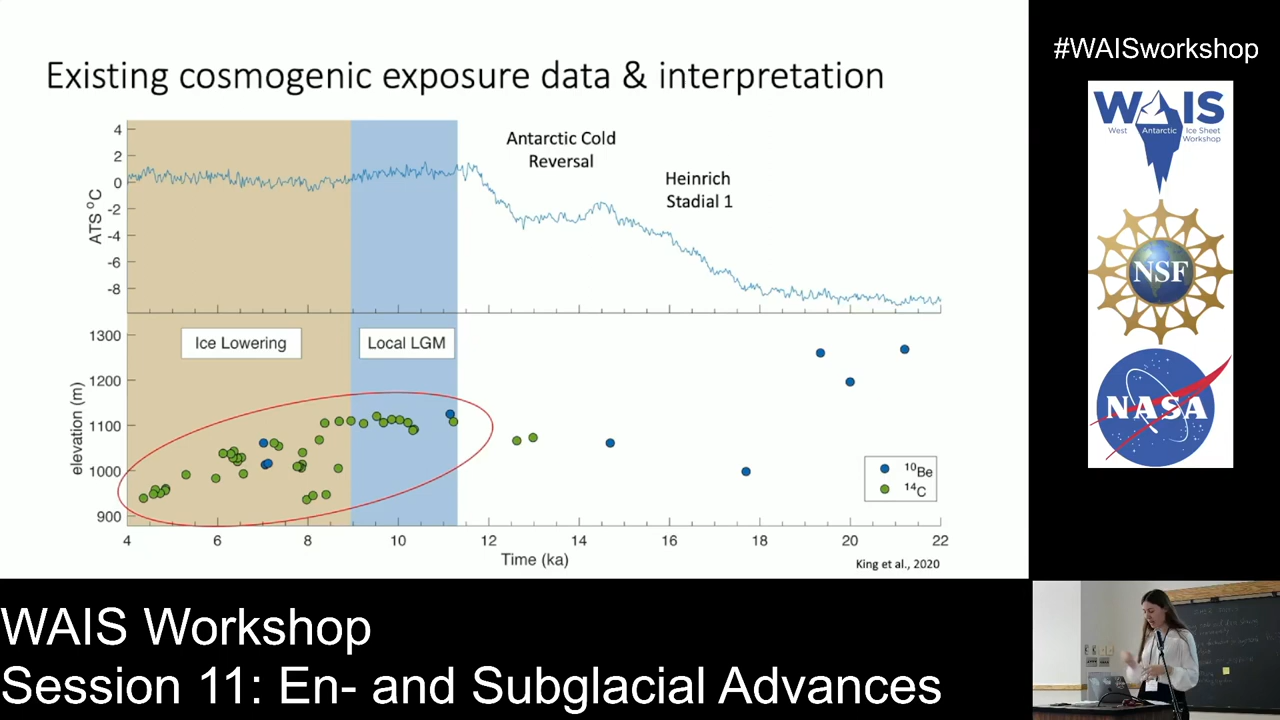 Existing cosmogenic exposure data & interpretation
4
2
0
-2
-4
-6
-8
ATS °C
Antarctic Cold
Reversal
Heinrich
Stadial 1
1300
1200
1100
1000
900
elevation (m)
Ice Lowering
Local LGM
¹⁰Be
¹⁴C
4 6 8 10 12 14 16 18 20 22
Time (ka)
King et al., 2020
#WAISworkshop
WAIS
West Antarctic Ice Sheet
Workshop
NSF
NASA
WAIS Workshop
Session 11: En- and Subglacial Advances